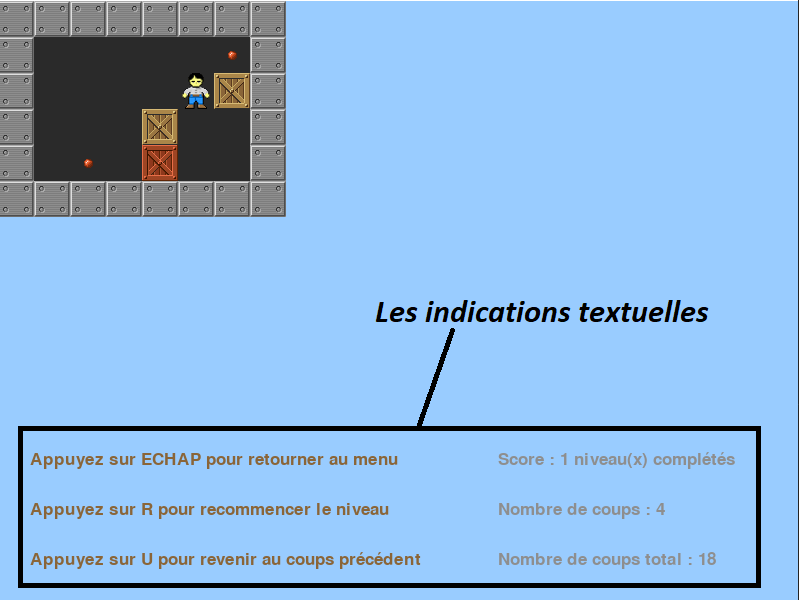 Les indications textuelles
Appuyez sur ECHAP pour retourner au menu
Score : 1 niveau(x) complétés
Appuyez sur R pour recommencer le niveau
Nombre de coups : 4
Appuyez sur U pour revenir au coups précédent
Nombre de coups total : 18